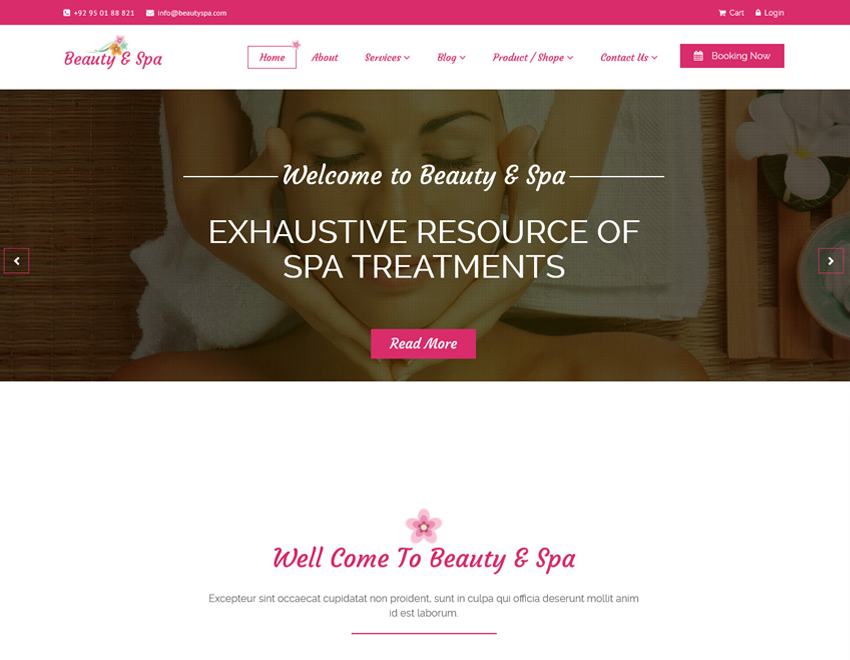 +92 95 01 88 821 info@beautyspa.com Cart Login
Beauty & Spa Home About Services Blog Product / Shope Contact Us Booking Now
Welcome to Beauty & Spa
EXHAUSTIVE RESOURCE OF
SPA TREATMENTS
Read More
Well Come To Beauty & Spa
Excepteur sint occaecat cupidatat non proident, sunt in culpa qui officia deserunt mollit anim
id est laborum.